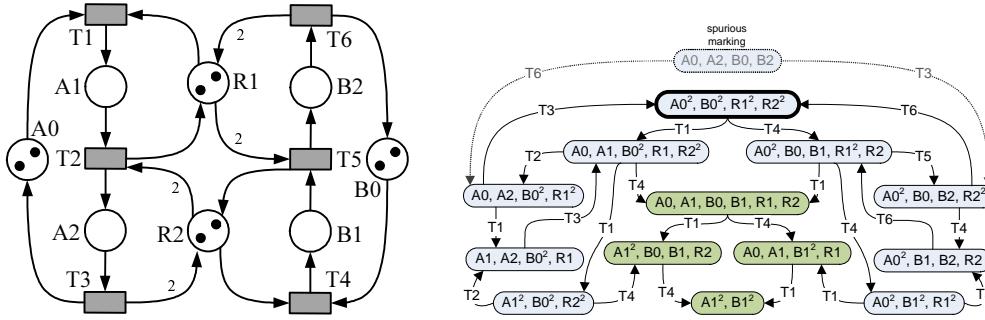 T1
A1
A0
T2
A2
T3
2
R1
2
2
R2
2
T6
B2
T5
B0
B1
T4
spurious
marking
A0, A2, B0, B2
T6
T3
A0², B0², R1², R2²
T3
T6
T1
T4
A0, A1, B0², R1, R2²
A0², B0, B1, R1², R2
T2
T5
T4
T1
A0, A2, B0², R1²
A0², B0, B2, R2²
A0, A1, B0, B1, R1, R2
T1
T3
T1
T1
T4
T4
T6
T4
A1, A2, B0², R1
A1², B0, B1, R2
A0, A1, B1², R1
A0², B1, B2, R2
T2
T4
T4
T1
T1
A1², B0², R2²
A1², B1²
A0², B1², R1²